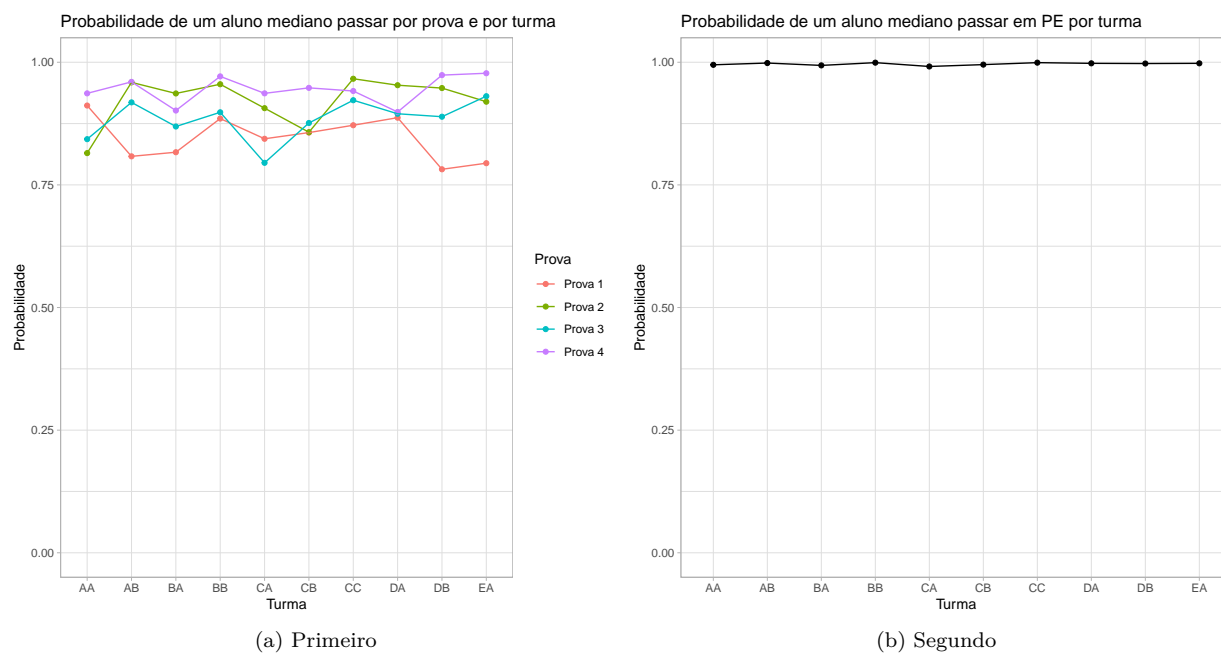 Probabilidade de um aluno mediano passar por prova e por turma
1.00
0.75
0.50
0.25
0.00
Probabilidade
AA AB BA BB CA CB CC DA DB EA
Turma
Prova
Prova 1
Prova 2
Prova 3
Prova 4
(a) Primeiro
Probabilidade de um aluno mediano passar em PE por turma
1.00
0.75
0.50
0.25
0.00
Probabilidade
AA AB BA BB CA CB CC DA DB EA
Turma
(b) Segundo